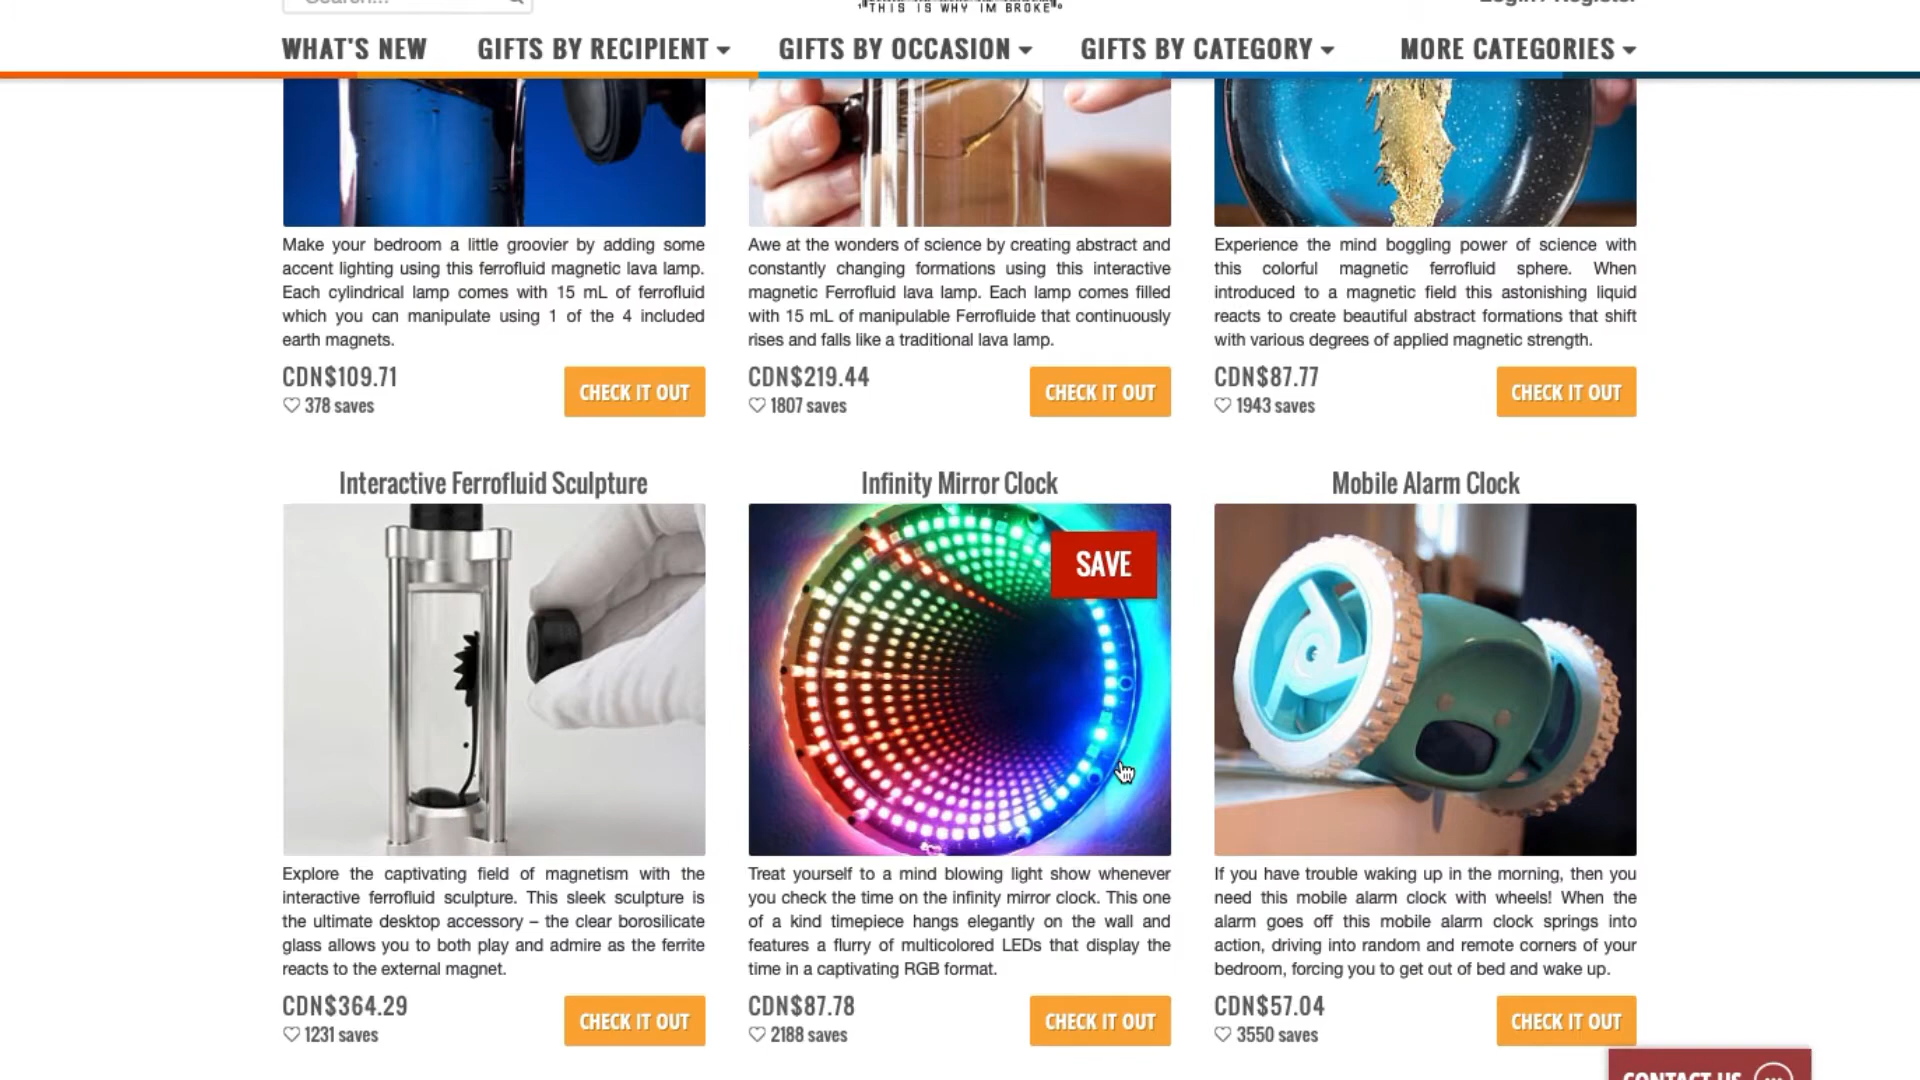 Search...
THIS IS WHY IM BROKE
Login / Register
WHAT'S NEW
GIFTS BY RECIPIENT
GIFTS BY OCCASION
GIFTS BY CATEGORY
MORE CATEGORIES
Make your bedroom a little groovier by adding some
accent lighting using this ferrofluid magnetic lava lamp.
Each cylindrical lamp comes with 15 mL of ferrofluid
which you can manipulate using 1 of the 4 included
earth magnets.
CDN$109.71
378 saves
CHECK IT OUT
Awe at the wonders of science by creating abstract and
constantly changing formations using this interactive
magnetic Ferrofluid lava lamp. Each lamp comes filled
with 15 mL of manipulable Ferrofluide that continuously
rises and falls like a traditional lava lamp.
CDN$219.44
1807 saves
CHECK IT OUT
Experience the mind boggling power of science with
this colorful magnetic ferrofluid sphere. When
introduced to a magnetic field this astonishing liquid
reacts to create beautiful abstract formations that shift
with various degrees of applied magnetic strength.
CDN$87.77
1943 saves
CHECK IT OUT
Interactive Ferrofluid Sculpture
Explore the captivating field of magnetism with the
interactive ferrofluid sculpture. This sleek sculpture is
the ultimate desktop accessory – the clear borosilicate
glass allows you to both play and admire as the ferrite
reacts to the external magnet.
CDN$364.29
1231 saves
CHECK IT OUT
Infinity Mirror Clock
SAVE
Treat yourself to a mind blowing light show whenever
you check the time on the infinity mirror clock. This one
of a kind timepiece hangs elegantly on the wall and
features a flurry of multicolored LEDs that display the
time in a captivating RGB format.
CDN$87.78
2188 saves
CHECK IT OUT
Mobile Alarm Clock
If you have trouble waking up in the morning, then you
need this mobile alarm clock with wheels! When the
alarm goes off this mobile alarm clock springs into
action, driving into random and remote corners of your
bedroom, forcing you to get out of bed and wake up.
CDN$57.04
3550 saves
CHECK IT OUT
CONTACT US